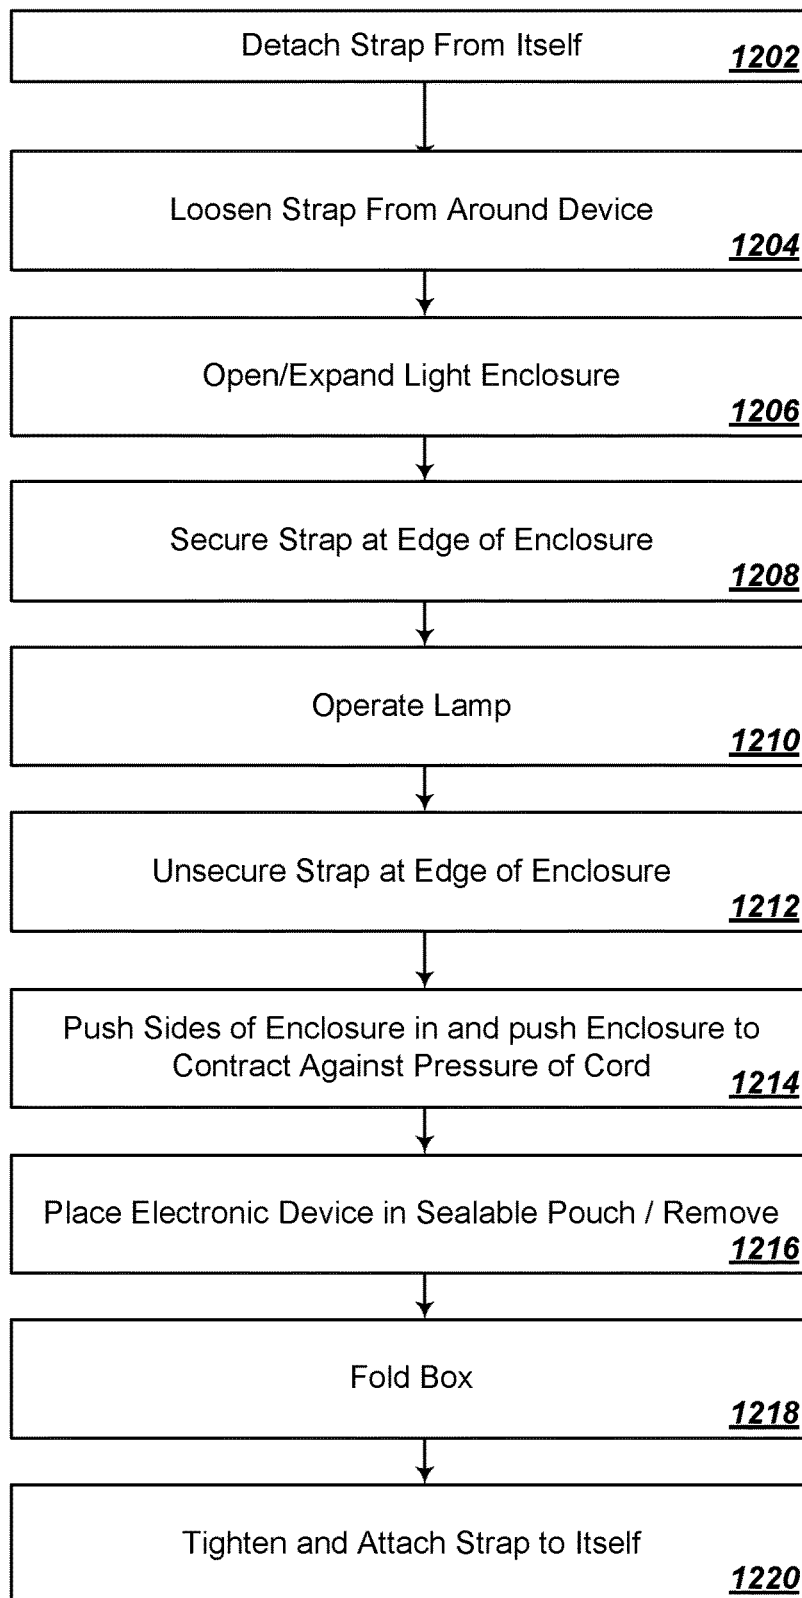 Detach Strap From Itself
1202
Loosen Strap From Around Device
1204
Open/Expand Light Enclosure
1206
Secure Strap at Edge of Enclosure
1208
Operate Lamp
1210
Unsecure Strap at Edge of Enclosure
1212
Push Sides of Enclosure in and push Enclosure to
Contract Against Pressure of Cord
1214
Place Electronic Device in Sealable Pouch / Remove
1216
Fold Box
1218
Tighten and Attach Strap to Itself
1220